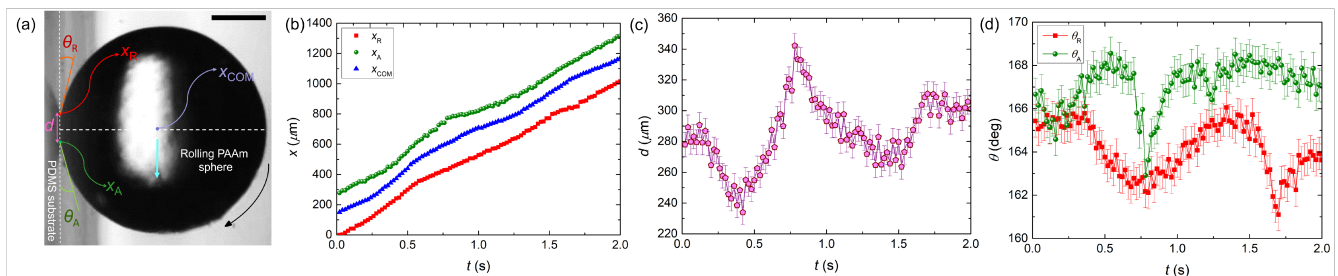 (a)
θR
xR
xCOM
d
Rolling PAAm
sphere
PDMS substrate
xA
θA
(b)
1400
1200
1000
800
600
400
200
0
x (μm)
xR
xA
xCOM
0.0 0.5 1.0 1.5 2.0
t (s)
(c)
360
340
320
300
280
260
240
220
d (μm)
0.0 0.5 1.0 1.5 2.0
t (s)
(d)
170
168
166
164
162
160
θ (deg)
θR
θA
0.0 0.5 1.0 1.5 2.0
t (s)